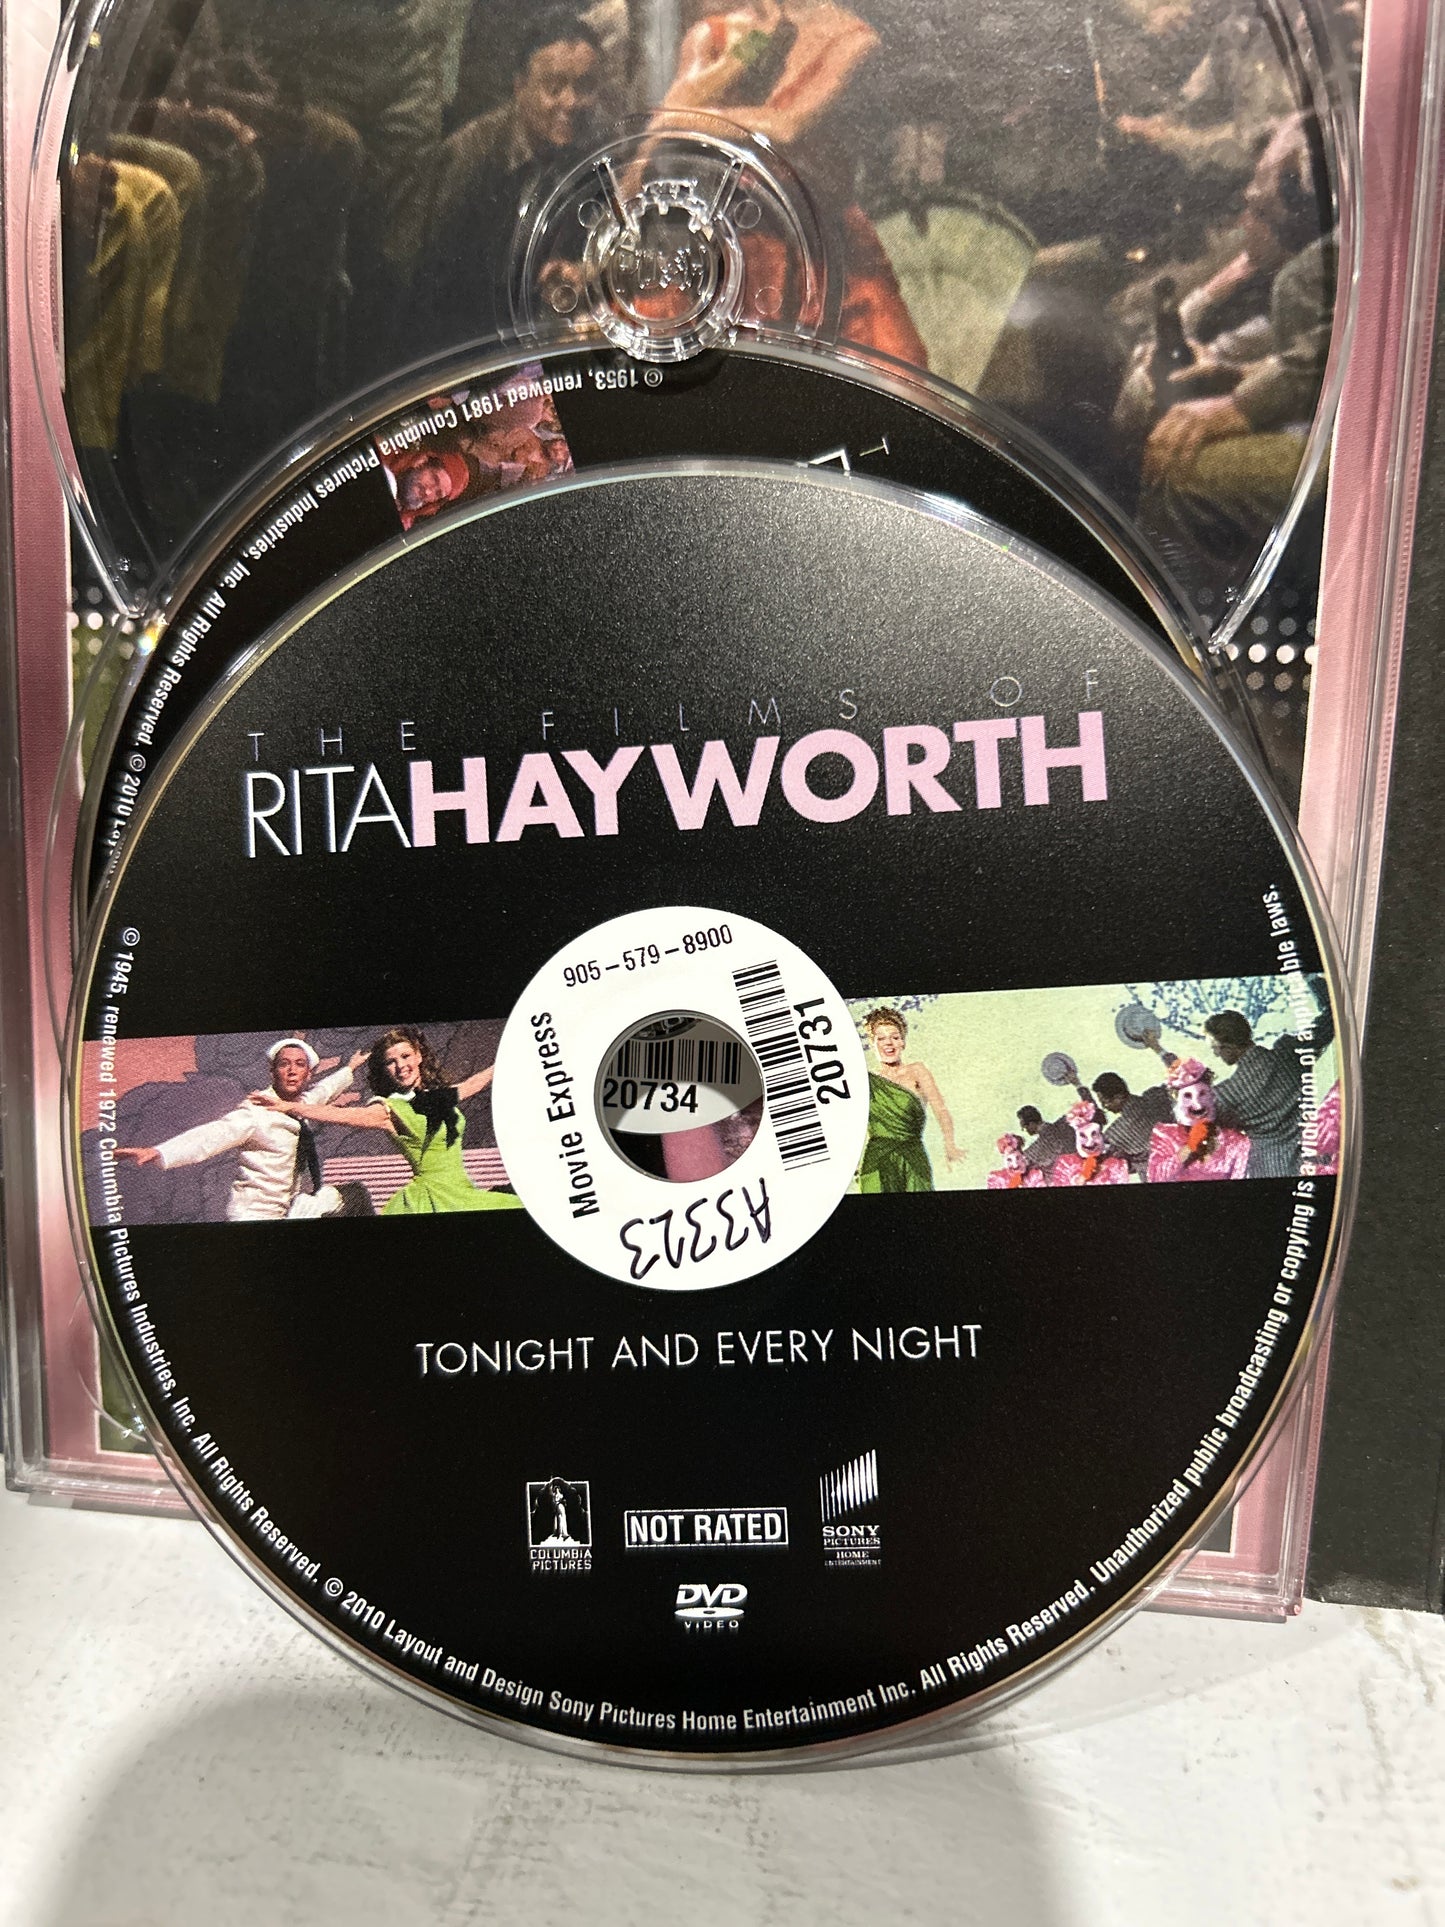 PUSH
© 1953, renewed 1981 Columbia Pictures Industries, Inc. All Rights Reserved. © 2010
THE FILMS OF
RITAHAYWORTH
905-579-8900
Movie Express
20731
20734
A3323
TONIGHT AND EVERY NIGHT
COLUMBIA
PICTURES
NOT RATED
SONY
PICTURES
HOME
ENTERTAINMENT
DVD
VIDEO
© 1945, renewed 1972 Columbia Pictures Industries, Inc. All Rights Reserved. © 2010 Layout and Design Sony Pictures Home Entertainment Inc. All Rights Reserved. Unauthorized public broadcasting or copying is a violation of applicable laws.